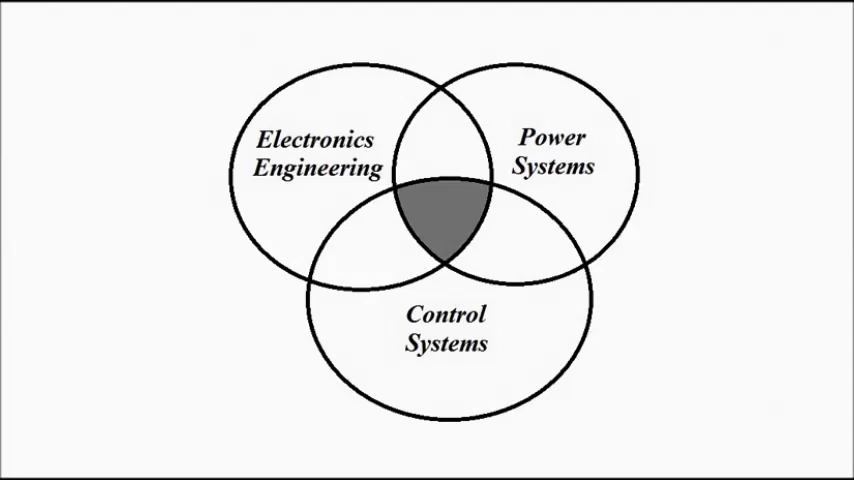 Electronics
Engineering
Power
Systems
Control
Systems